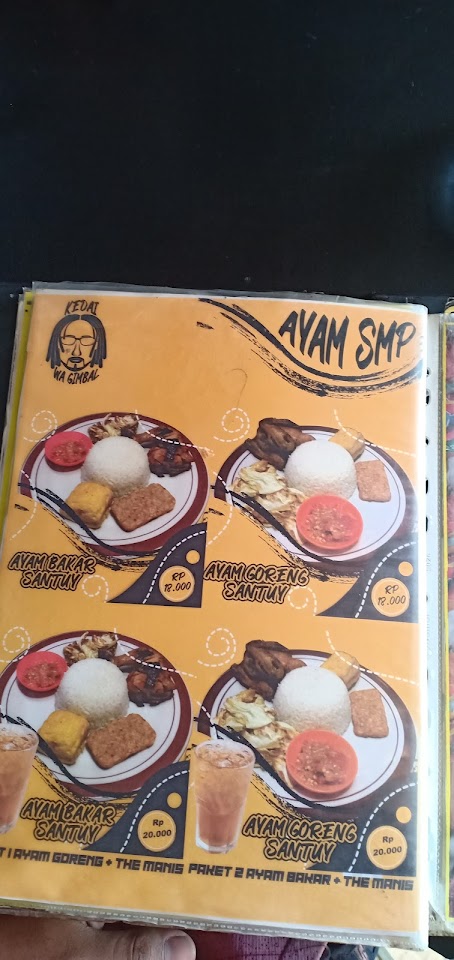 KEDAI
WA GIMBAL
AYAM SMP
AYAM BAKAR
SANTUY
RP
18.000
AYAM GORENG
SANTUY
RP
18.000
AYAM BAKAR
SANTUY
Rp
20.000
AYAM GORENG
SANTUY
Rp
20.000
T 1 AYAM GORENG + THE MANIS PAKET 2 AYAM BAKAR + THE MANIS